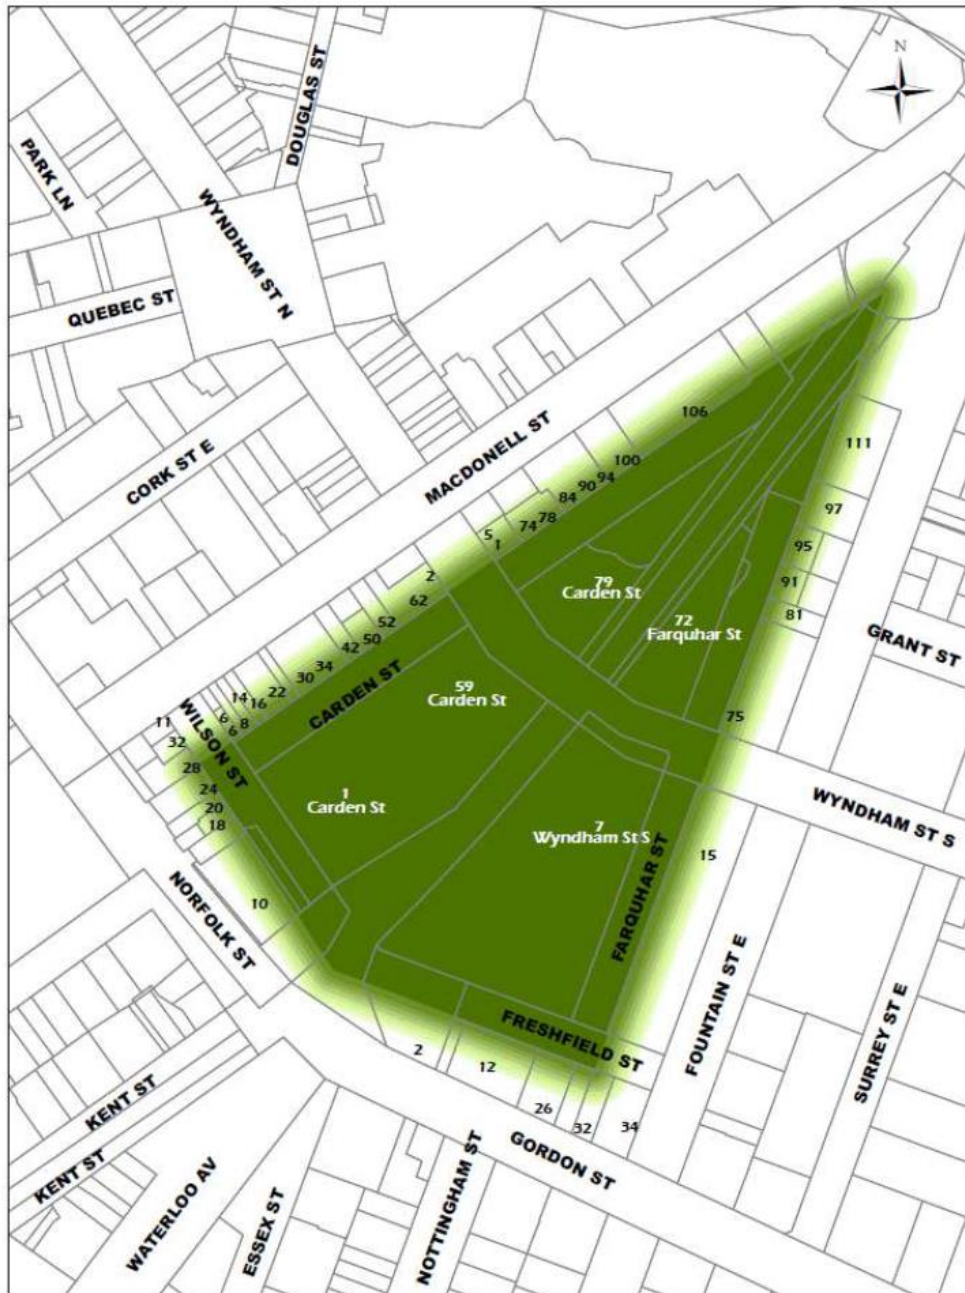 N
DOUGLAS ST
PARK LN
WYNDHAM ST N
QUEBEC ST
CORK ST E
MACDONELL ST
106
111
100
94
90
84
78
74
5
1
97
95
91
81
79
Carden St
72
Farquhar St
GRANT ST
2
62
52
50
42
34
30
22
16
14
8
6
6
CARDEN ST
WILSON ST
59
Carden St
11
32
28
24
20
18
10
1
Carden St
75
WYNDHAM ST S
7
Wyndham St S
15
FARQUHAR ST
NORFOLK ST
FRESHFIELD ST
FOUNTAIN ST E
SURREY ST E
2
12
26
32
34
KENT ST
KENT ST
WATERLOO AV
ESSEX ST
NOTTINGHAM ST
GORDON ST